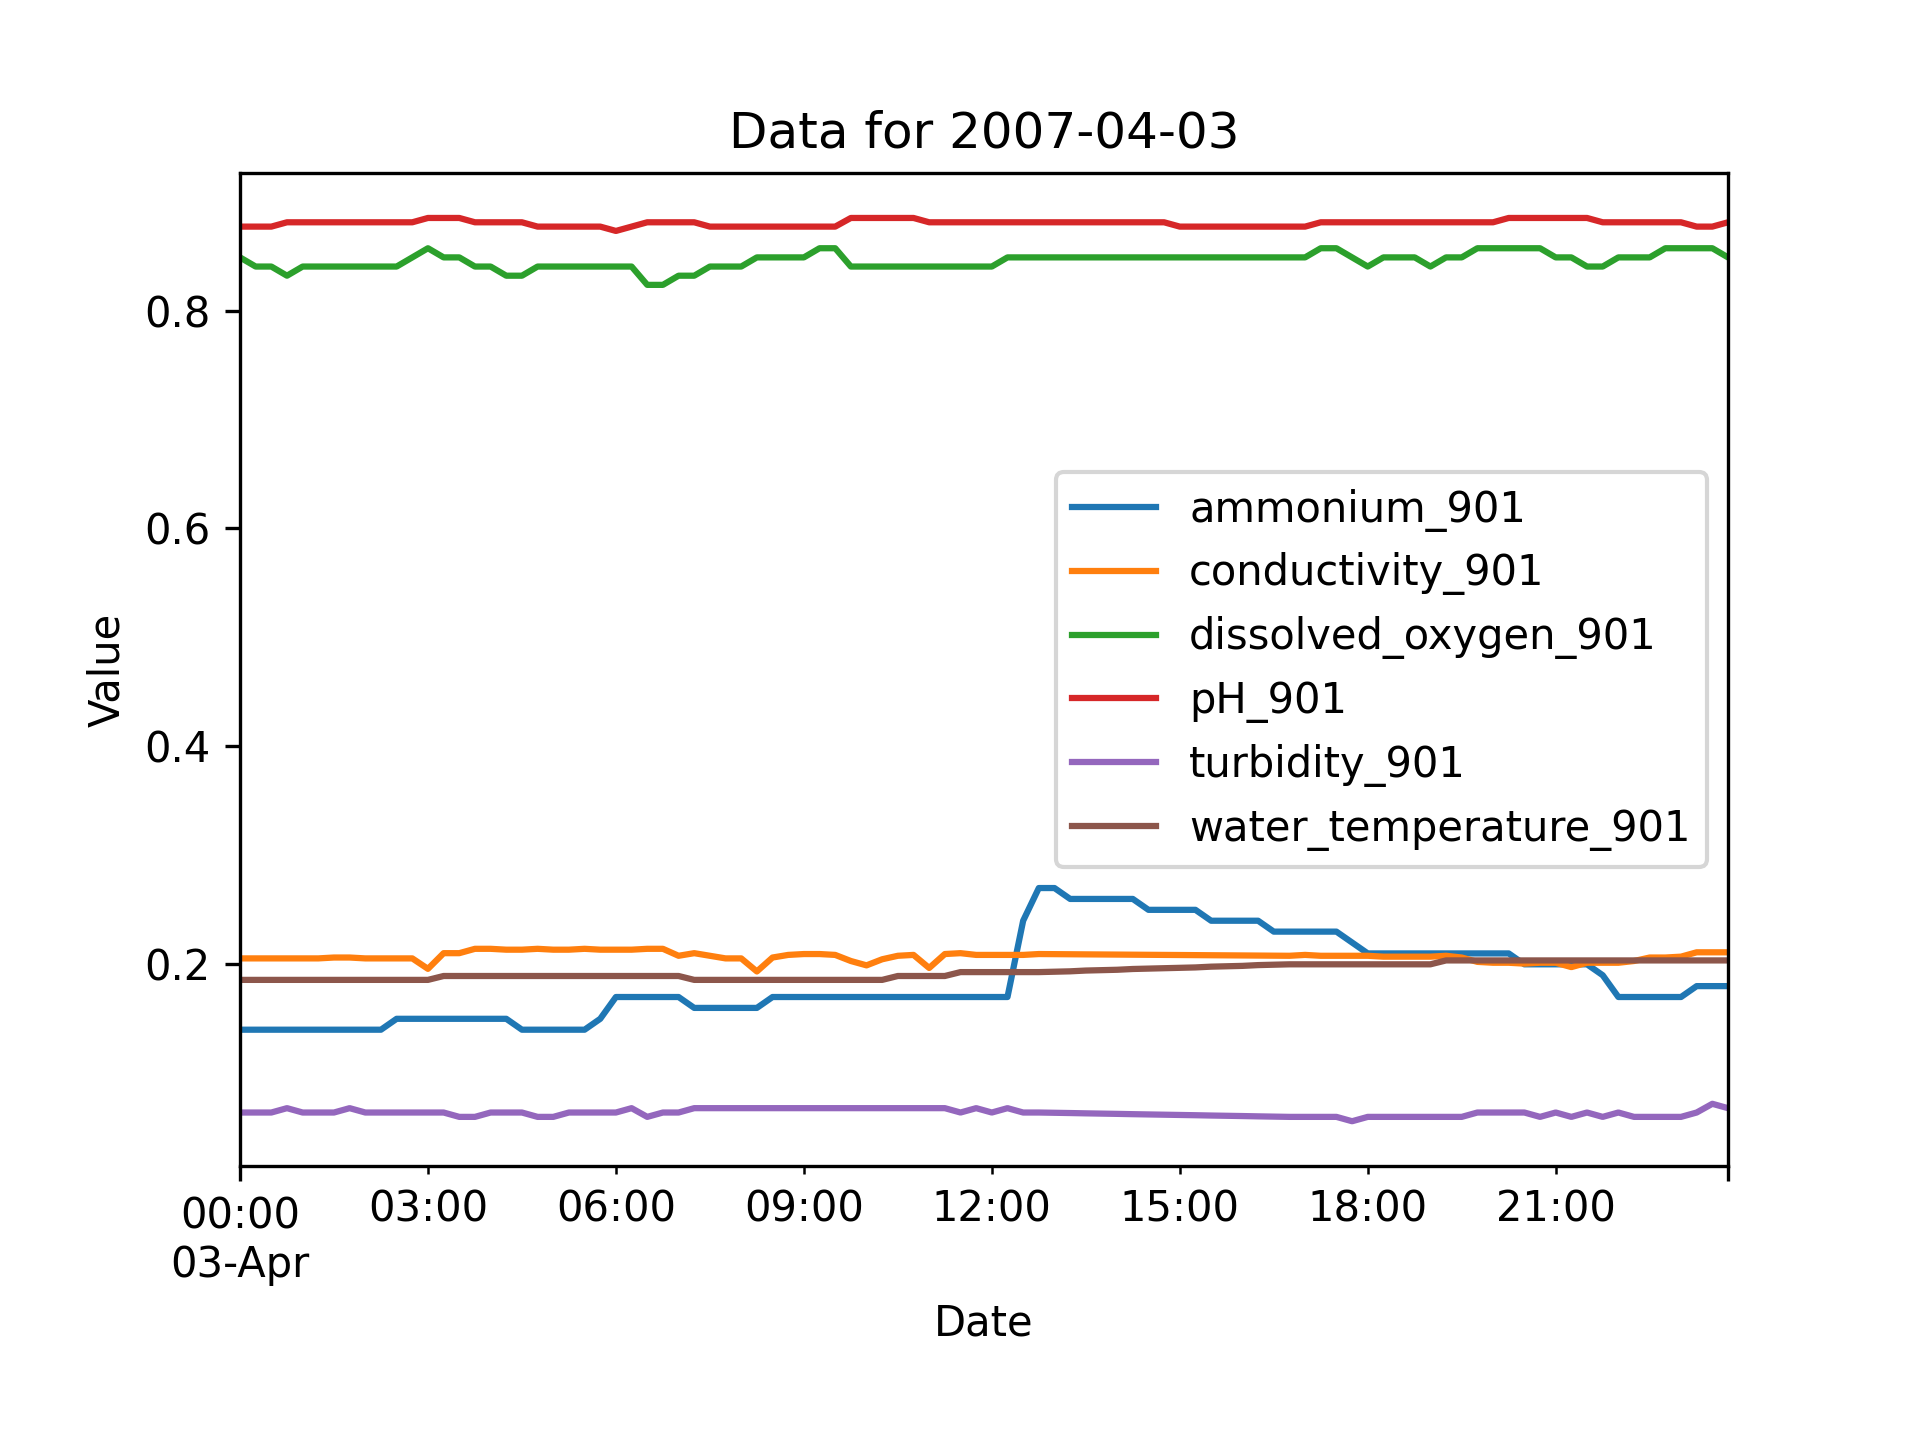 Data for 2007-04-03
Value
0.8
0.6
0.4
0.2
ammonium_901
conductivity_901
dissolved_oxygen_901
pH_901
turbidity_901
water_temperature_901
00:00 03:00 06:00 09:00 12:00 15:00 18:00 21:00
03-Apr
Date